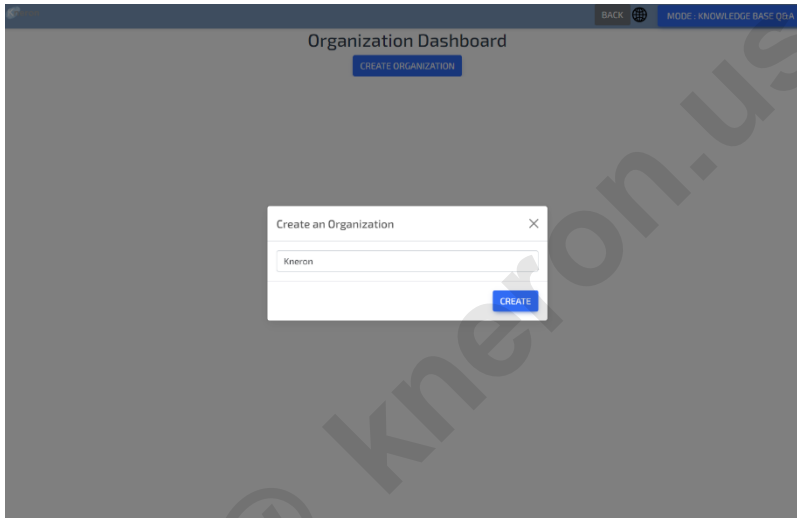 BACK
MODE : KNOWLEDGE BASE Q&A
Organization Dashboard
CREATE ORGANIZATION
Create an Organization
Kneron
CREATE
© kneron.us